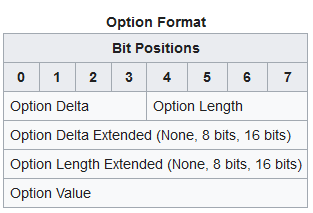 Option Format
Bit Positions
0 1 2 3 4 5 6 7
Option Delta Option Length
Option Delta Extended (None, 8 bits, 16 bits)
Option Length Extended (None, 8 bits, 16 bits)
Option Value